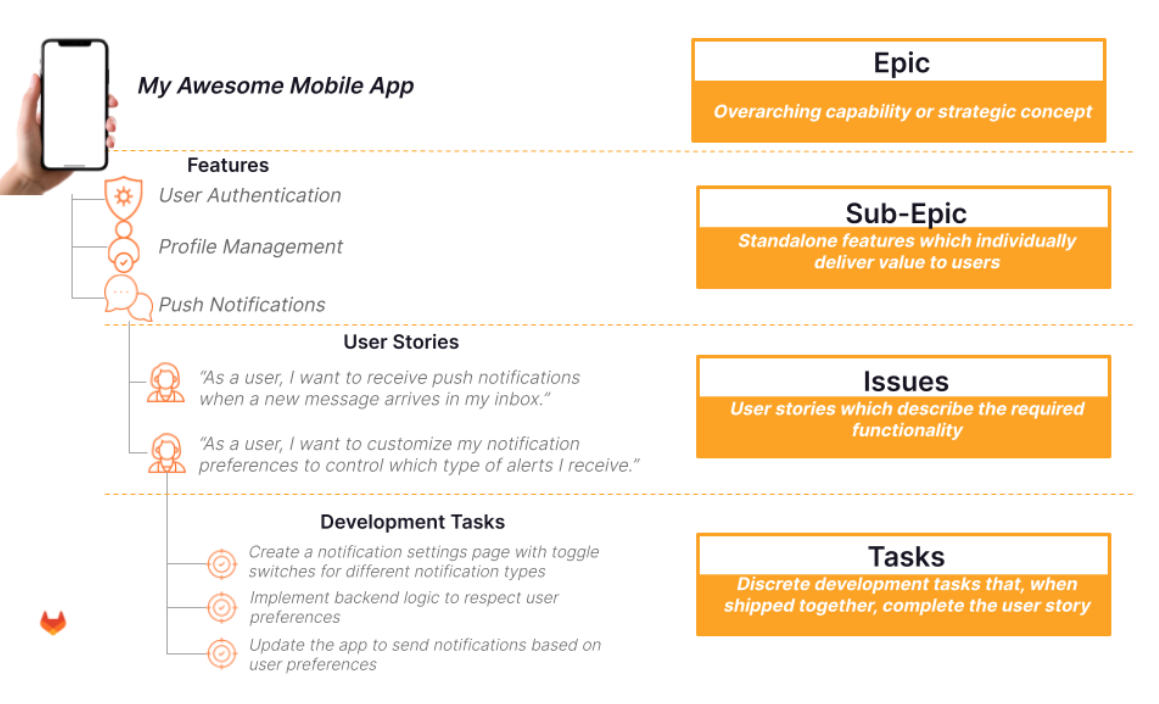 My Awesome Mobile App
Epic
Overarching capability or strategic concept
Features
User Authentication
Profile Management
Push Notifications
Sub-Epic
Standalone features which individually
deliver value to users
User Stories
“As a user, I want to receive push notifications
when a new message arrives in my inbox.”
“As a user, I want to customize my notification
preferences to control which type of alerts I receive.”
Issues
User stories which describe the required
functionality
Development Tasks
Create a notification settings page with toggle
switches for different notification types
Implement backend logic to respect user
preferences
Update the app to send notifications based on
user preferences
Tasks
Discrete development tasks that, when
shipped together, complete the user story